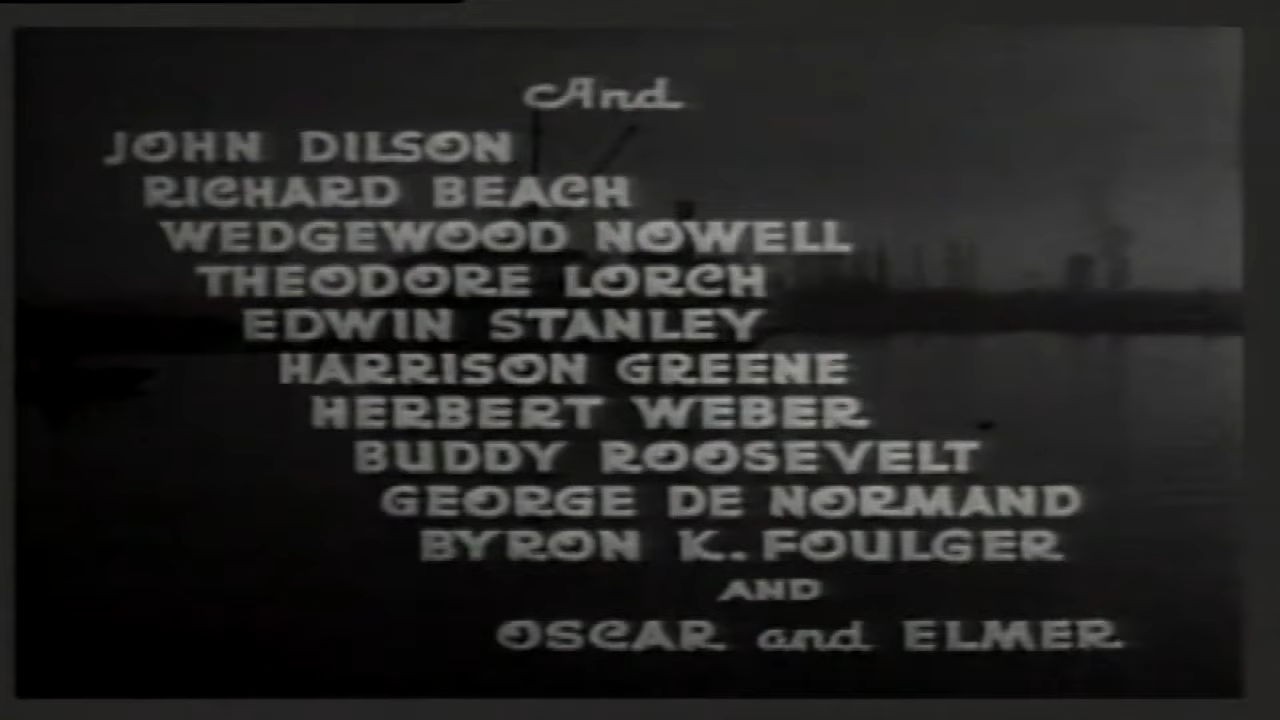 And
JOHN DILSON
RICHARD BEACH
WEDGEWOOD NOWELL
THEODORE LORCH
EDWIN STANLEY
HARRISON GREENE
HERBERT WEBER
BUDDY ROOSEVELT
GEORGE DE NORMAND
BYRON K. FOULGER
AND
OSCAR and ELMER